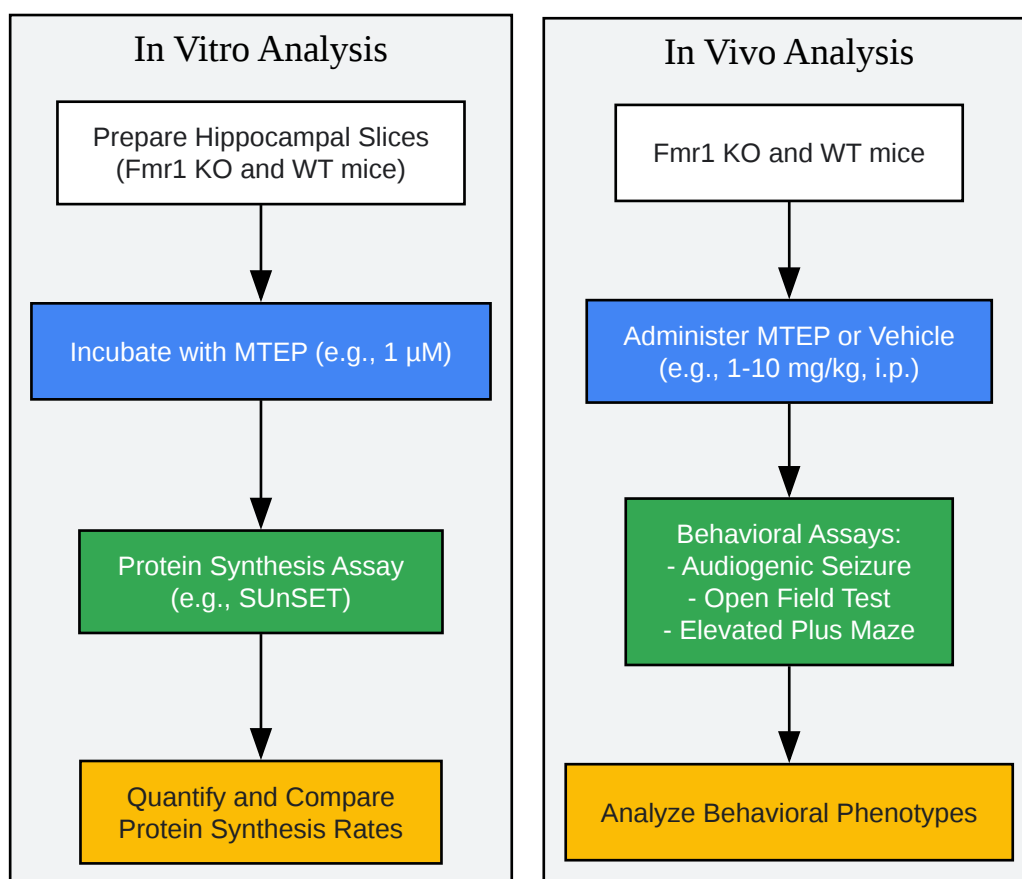 In Vitro Analysis
Prepare Hippocampal Slices
(Fmr1 KO and WT mice)
Incubate with MTEP (e.g., 1 µM)
Protein Synthesis Assay
(e.g., SUnSET)
Quantify and Compare
Protein Synthesis Rates
In Vivo Analysis
Fmr1 KO and WT mice
Administer MTEP or Vehicle
(e.g., 1-10 mg/kg, i.p.)
Behavioral Assays:
- Audiogenic Seizure
- Open Field Test
- Elevated Plus Maze
Analyze Behavioral Phenotypes